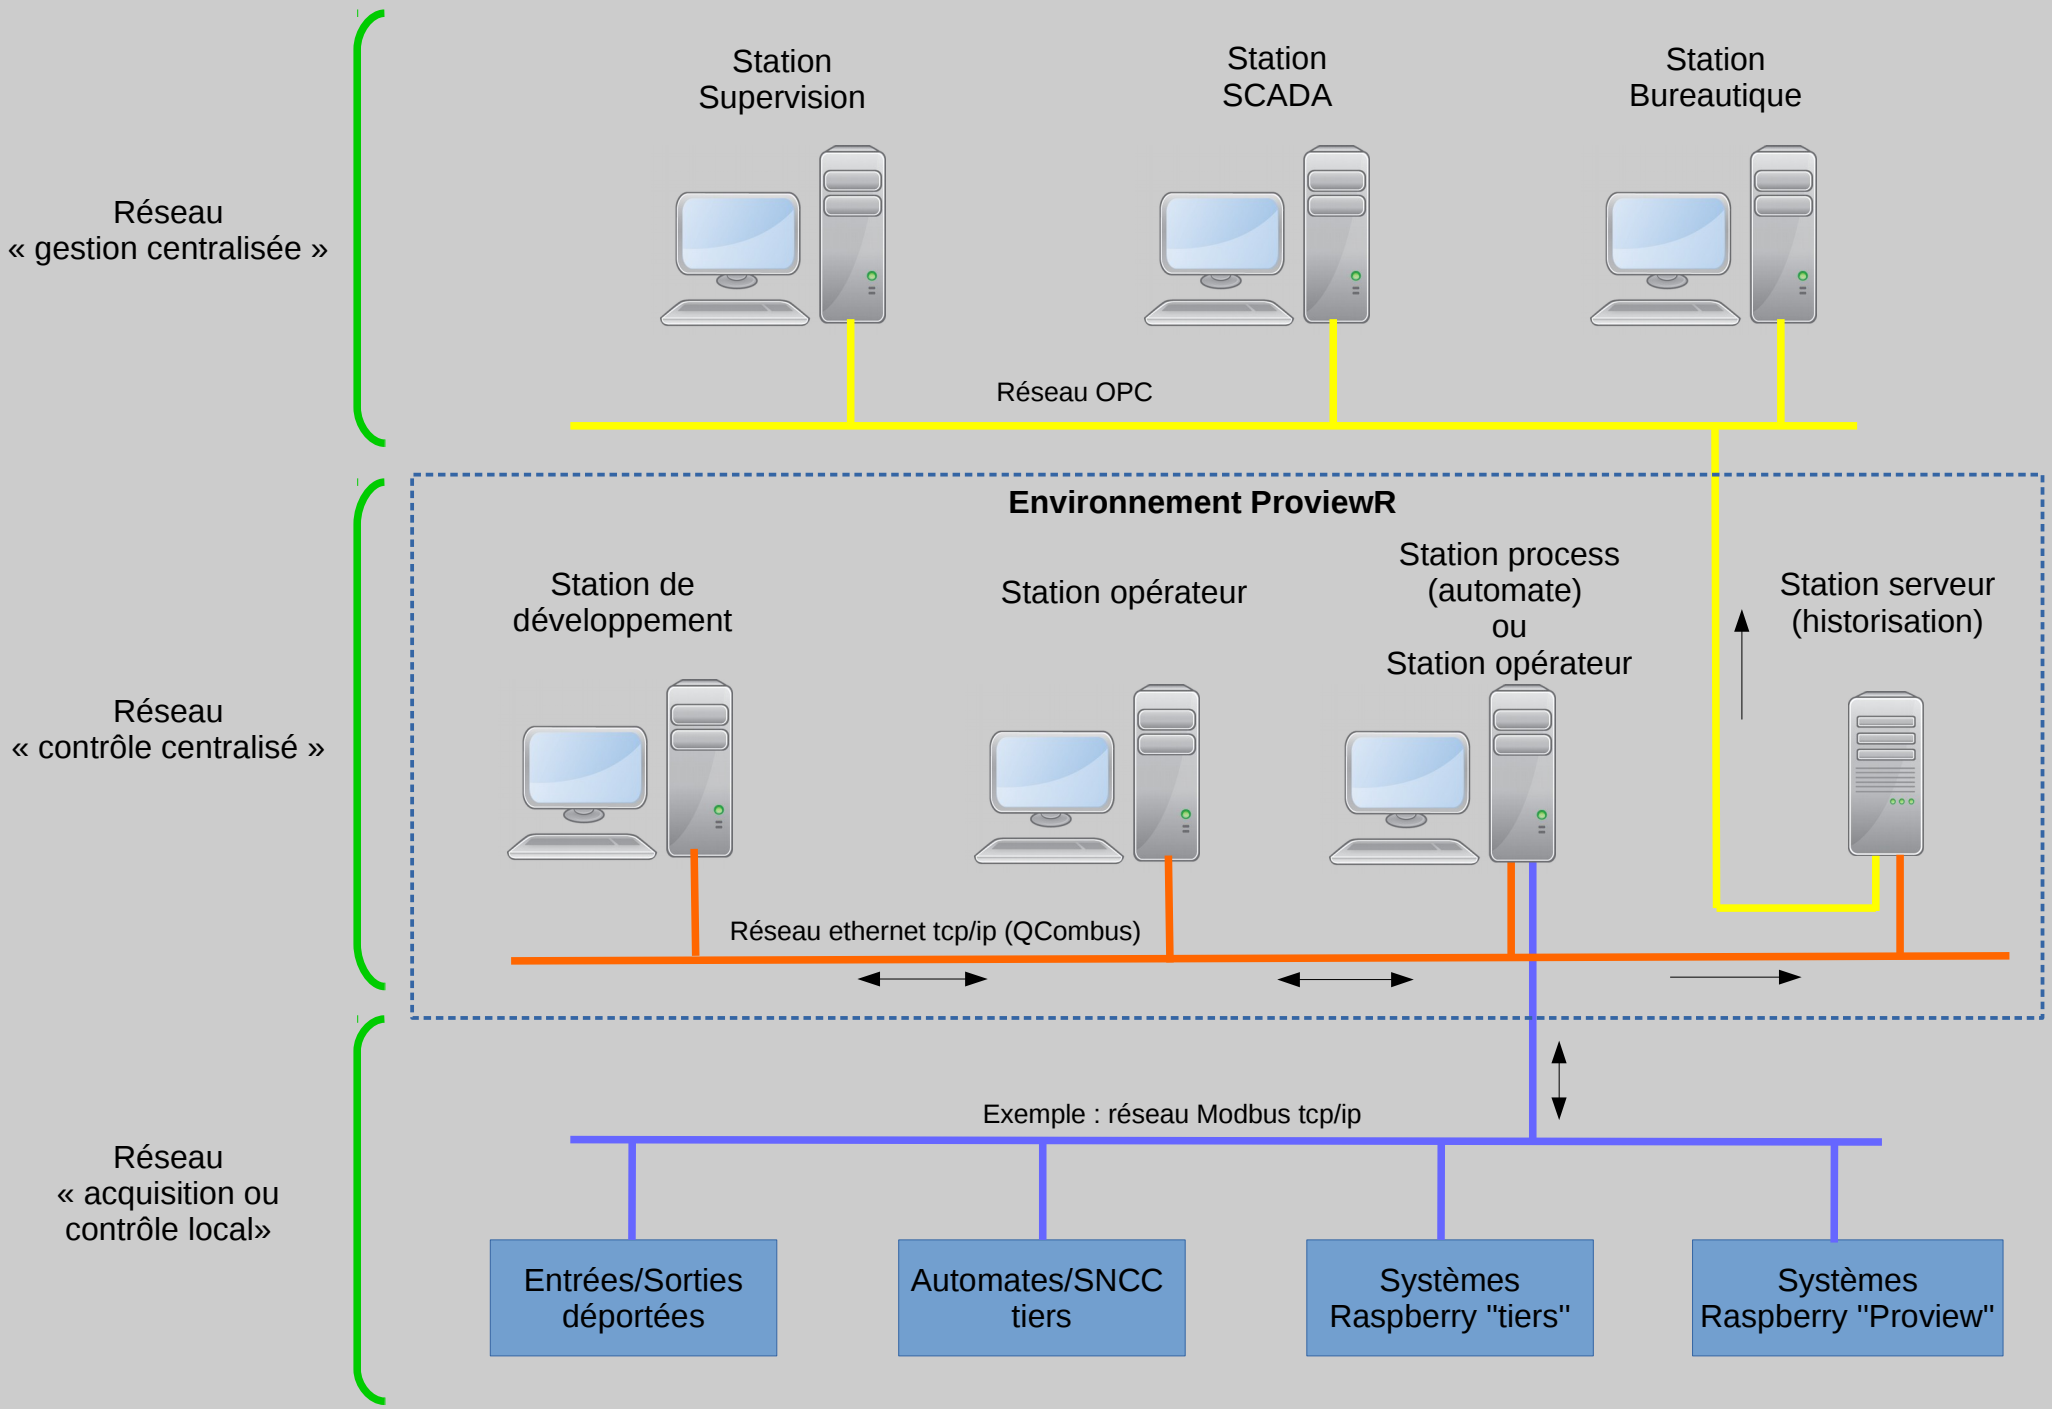 Station
Supervision
Station
SCADA
Station
Bureautique
Réseau
« gestion centralisée »
Réseau OPC
Environnement ProviewR
Station de
développement
Station opérateur
Station process
(automate)
ou
Station opérateur
Station serveur
(historisation)
Réseau
« contrôle centralisé »
Réseau ethernet tcp/ip (QCombus)
Exemple : réseau Modbus tcp/ip
Réseau
« acquisition ou
contrôle local»
Entrées/Sorties
déportées
Automates/SNCC
tiers
Systèmes
Raspberry "tiers"
Systèmes
Raspberry "Proview"